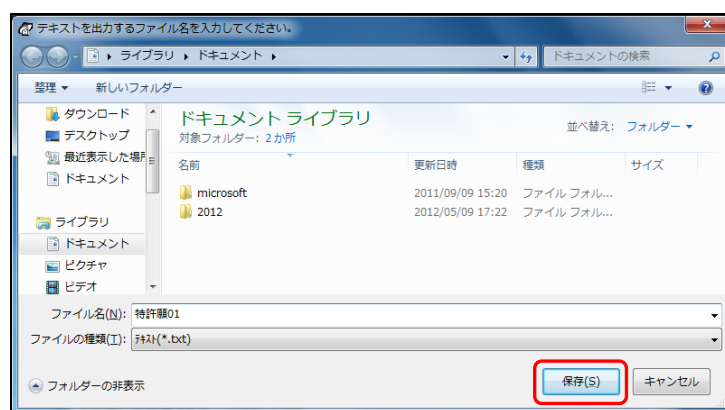 テキストを出力するファイル名を入力してください。
ライブラリ ドキュメント
ドキュメントの検索
整理 新しいフォルダー
ダウンロード
デスクトップ
最近表示した場所
ドキュメント
ライブラリ
ドキュメント
ピクチャ
ビデオ
ドキュメント ライブラリ
対象フォルダー: 2か所
並べ替え: フォルダー
名前 更新日時 種類 サイズ
microsoft 2011/09/09 15:20 ファイル フォル...
2012 2012/05/09 17:22 ファイル フォル...
ファイル名(N): 特許願01
ファイルの種類(T): ﾃｷｽﾄ(*.txt)
フォルダーの非表示
保存(S) キャンセル